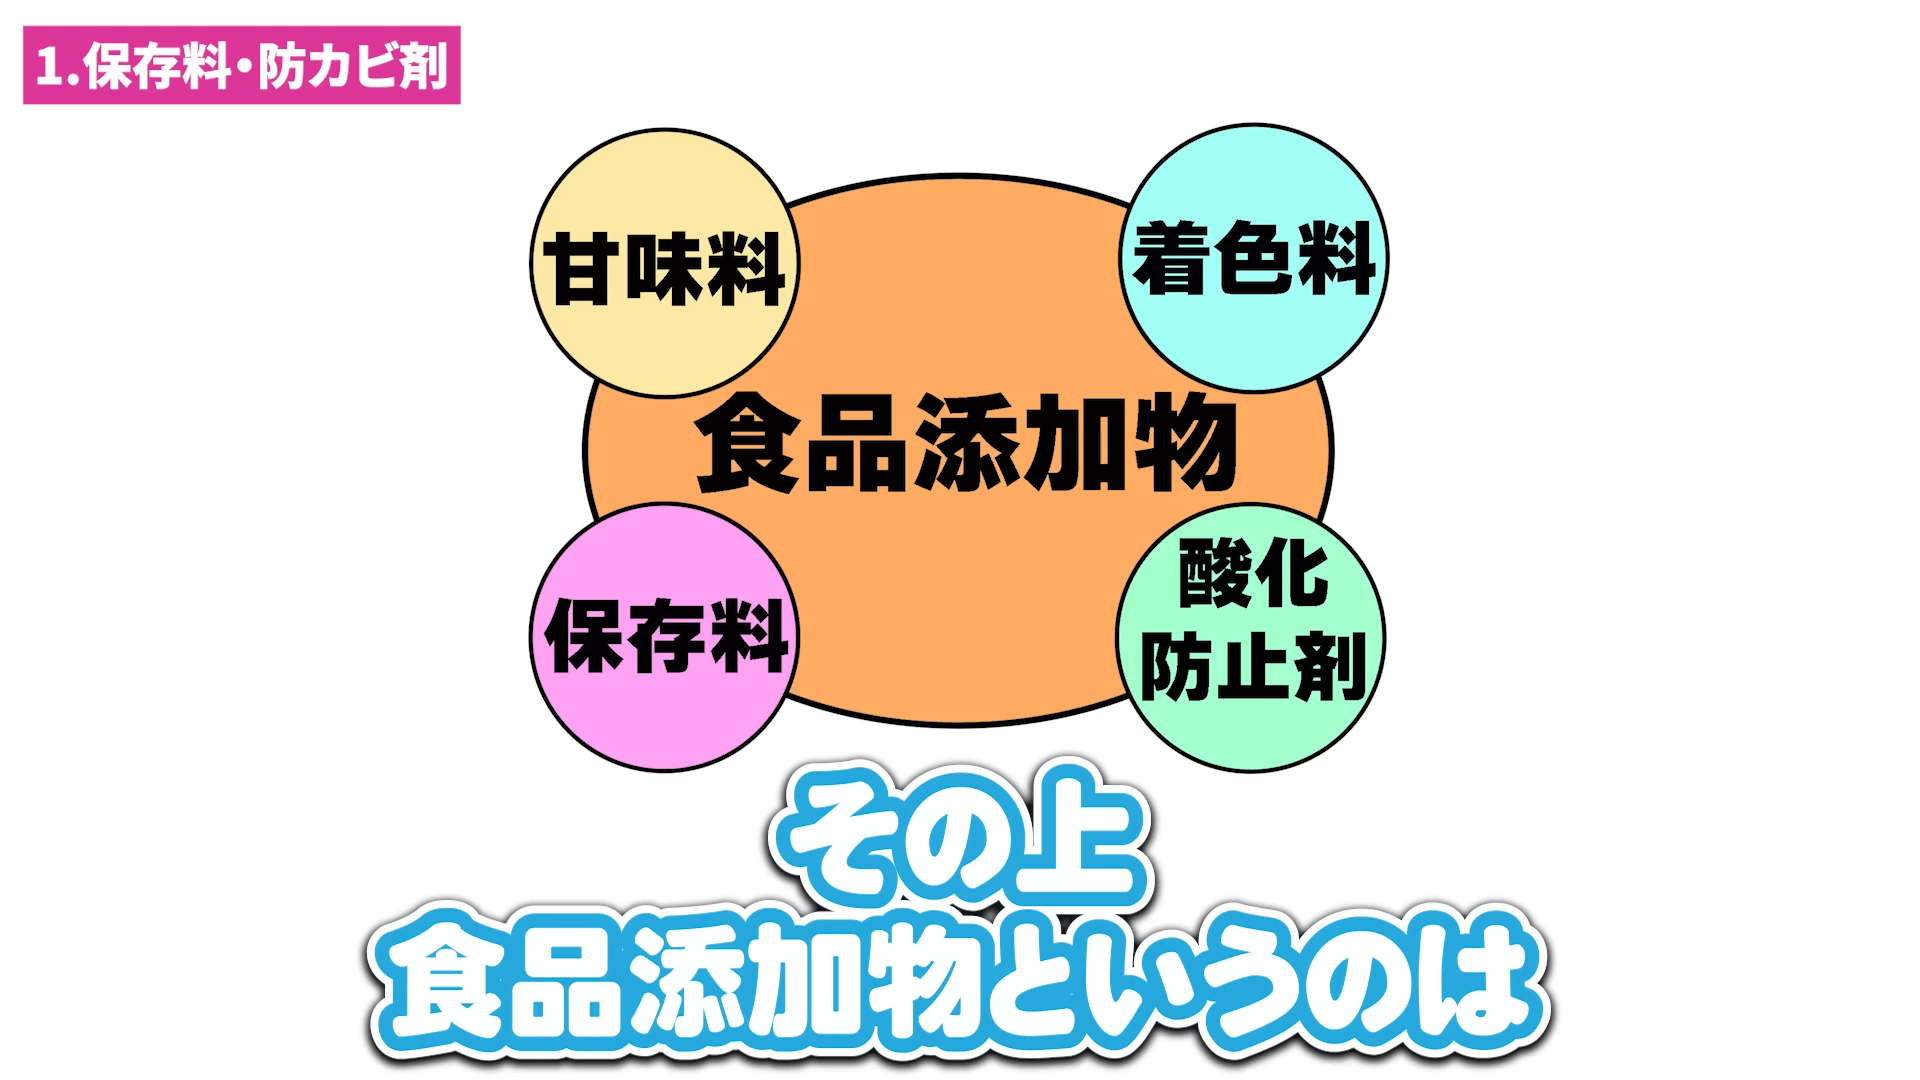 1.保存料・防カビ剤
甘味料
着色料
食品添加物
保存料
酸化
防止剤
その上
食品添加物というのは